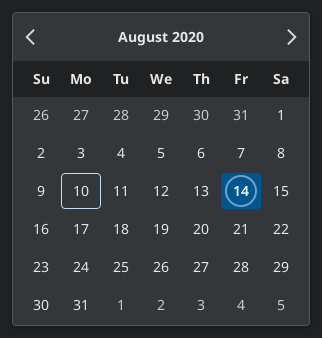 August 2020
Su Mo Tu We Th Fr Sa
26 27 28 29 30 31 1
2 3 4 5 6 7 8
9 10 11 12 13 14 15
16 17 18 19 20 21 22
23 24 25 26 27 28 29
30 31 1 2 3 4 5